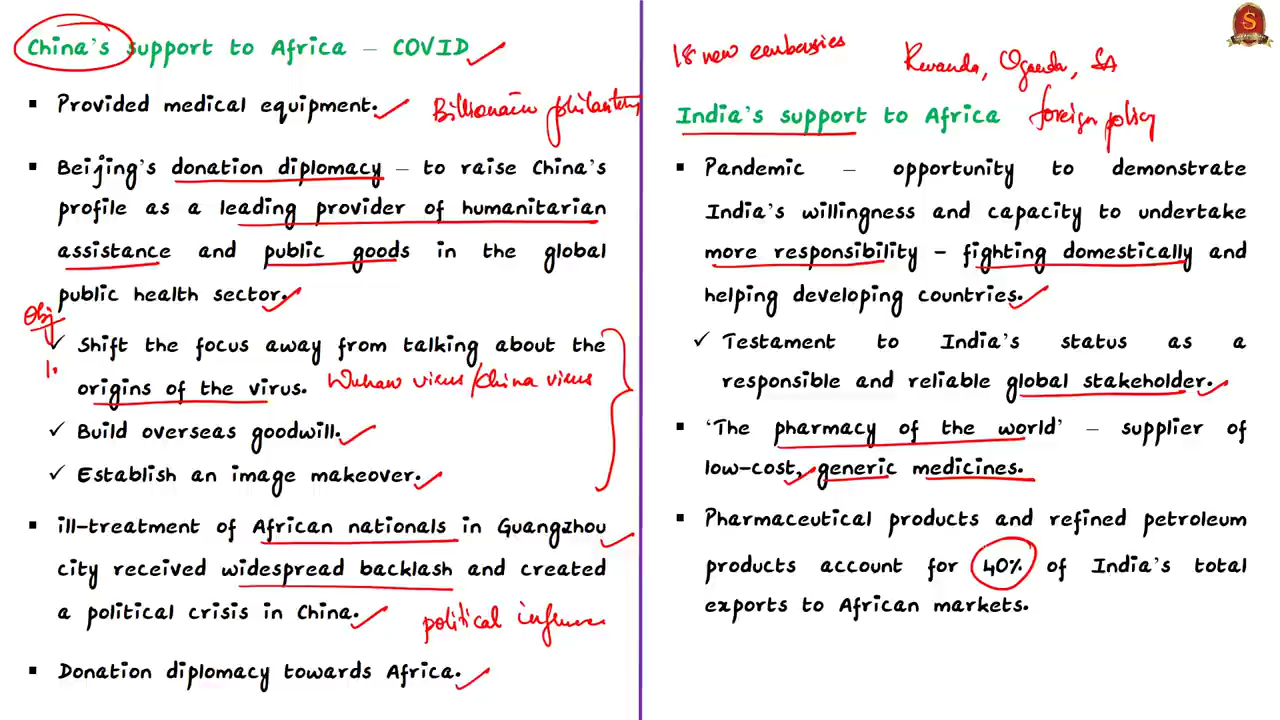 China's support to Africa – COVID
▪ Provided medical equipment.
Billionaire philanthropy
▪ Beijing's donation diplomacy – to raise China's
profile as a leading provider of humanitarian
assistance and public goods in the global
public health sector.
Obj
1.
✓ Shift the focus away from talking about the
origins of the virus. Wuhan virus/China virus
✓ Build overseas goodwill.
✓ Establish an image makeover.
▪ ill-treatment of African nationals in Guangzhou
city received widespread backlash and created
a political crisis in China.
political influence
▪ Donation diplomacy towards Africa.
18 new embassies
Rwanda, Uganda, SA
India's support to Africa foreign policy
▪ Pandemic – opportunity to demonstrate
India's willingness and capacity to undertake
more responsibility – fighting domestically and
helping developing countries.
✓ Testament to India's status as a
responsible and reliable global stakeholder.
▪ 'The pharmacy of the world' – supplier of
low-cost, generic medicines.
▪ Pharmaceutical products and refined petroleum
products account for 40% of India's total
exports to African markets.
S